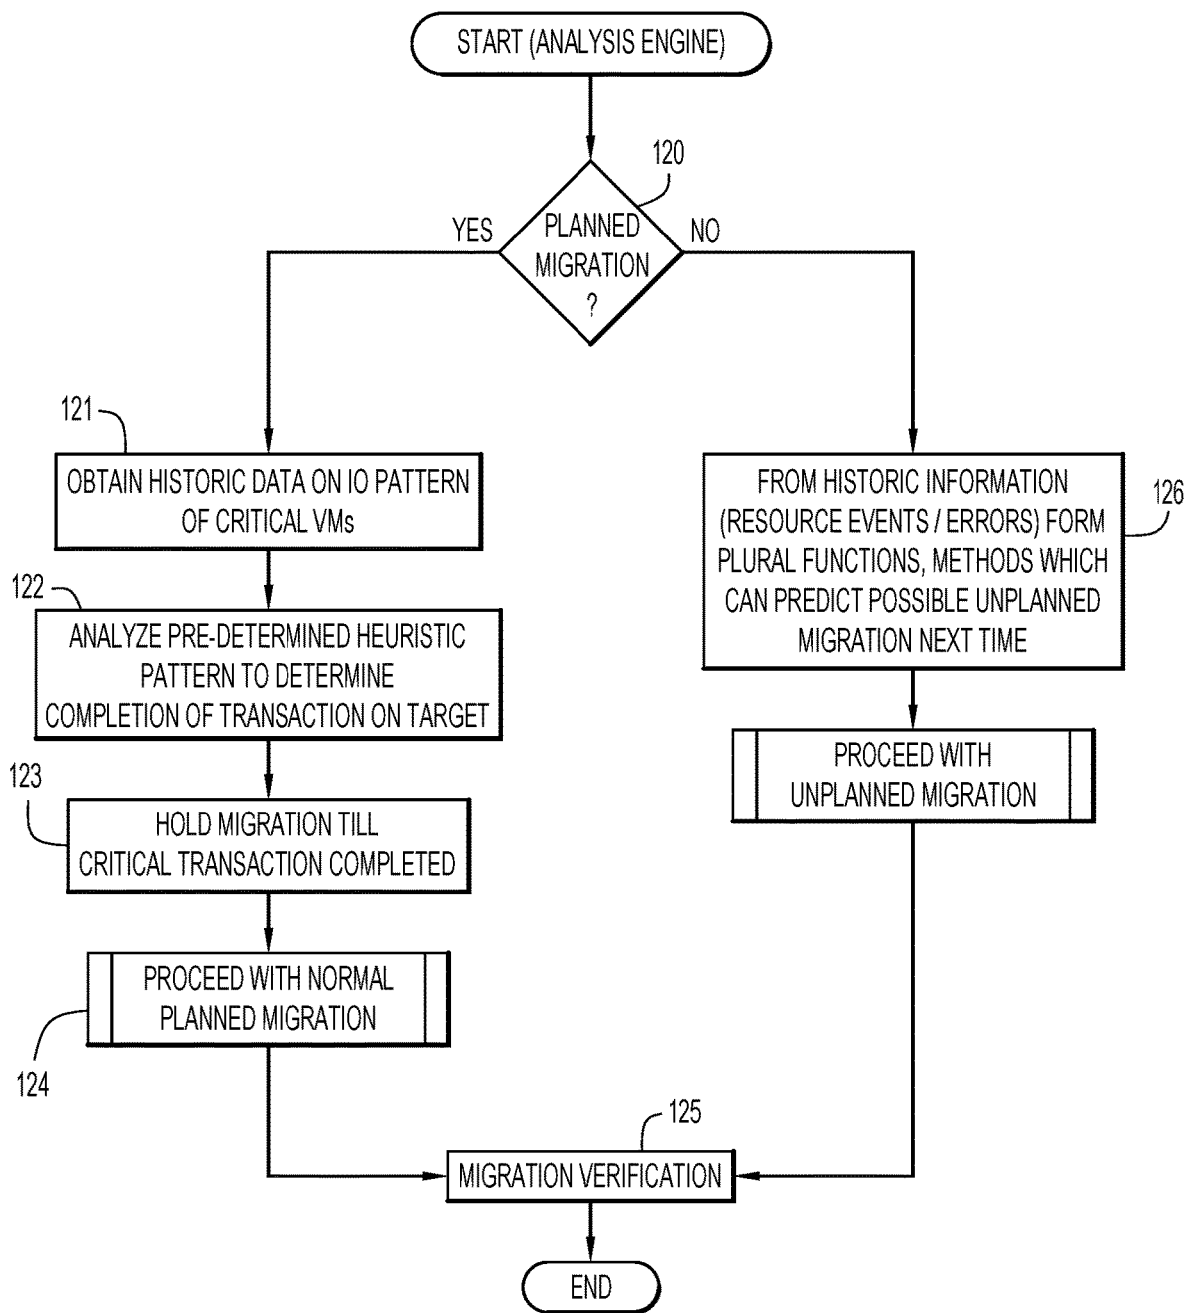 START (ANALYSIS ENGINE)
120
PLANNED
MIGRATION
?
YES
NO
121
OBTAIN HISTORIC DATA ON IO PATTERN
OF CRITICAL VMs
122
ANALYZE PRE-DETERMINED HEURISTIC
PATTERN TO DETERMINE
COMPLETION OF TRANSACTION ON TARGET
123
HOLD MIGRATION TILL
CRITICAL TRANSACTION COMPLETED
PROCEED WITH NORMAL
PLANNED MIGRATION
124
FROM HISTORIC INFORMATION
(RESOURCE EVENTS / ERRORS) FORM
PLURAL FUNCTIONS, METHODS WHICH
CAN PREDICT POSSIBLE UNPLANNED
MIGRATION NEXT TIME
126
PROCEED WITH
UNPLANNED MIGRATION
125
MIGRATION VERIFICATION
END